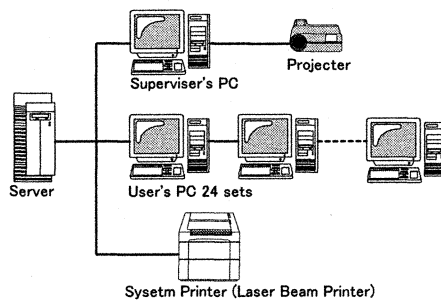 Projecter
Superviser's PC
Server
User's PC 24 sets
Sysetm Printer (Laser Beam Printer)